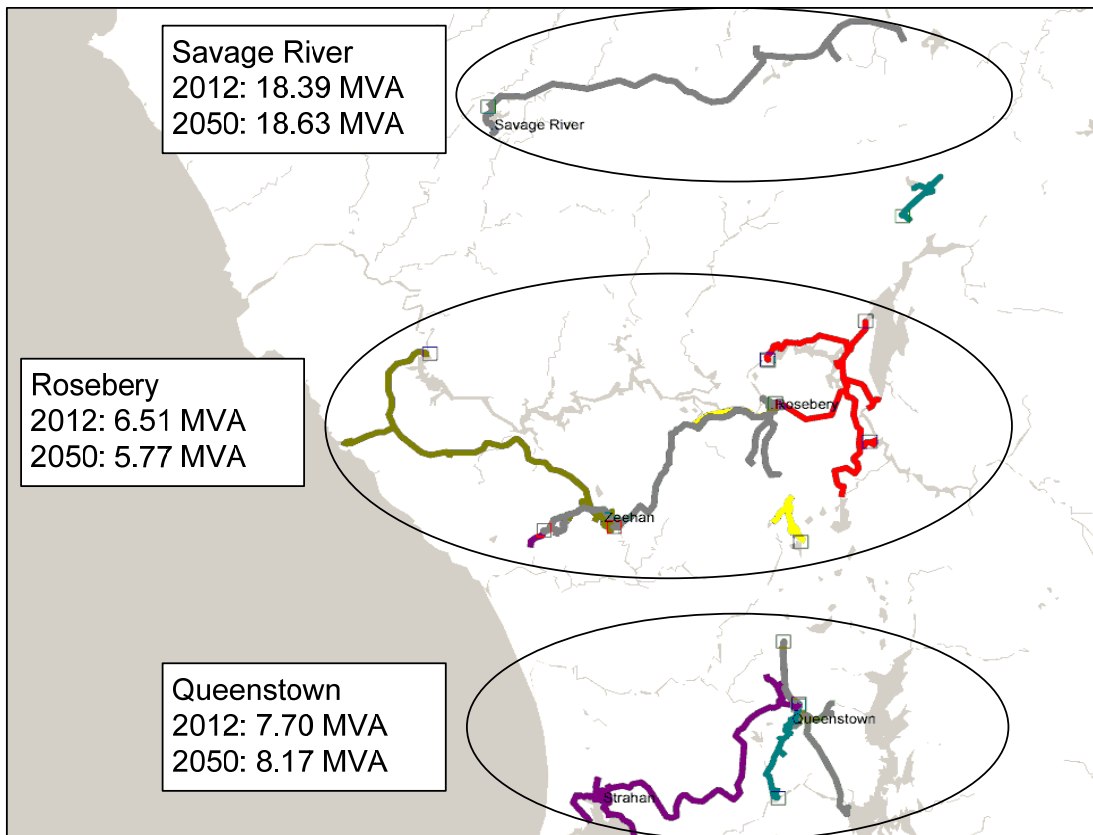 Savage River
2012: 18.39 MVA
2050: 18.63 MVA
Savage River
Rosebery
2012: 6.51 MVA
2050: 5.77 MVA
Rosebery
Zeehan
Queenstown
2012: 7.70 MVA
2050: 8.17 MVA
Queenstown
Strahan